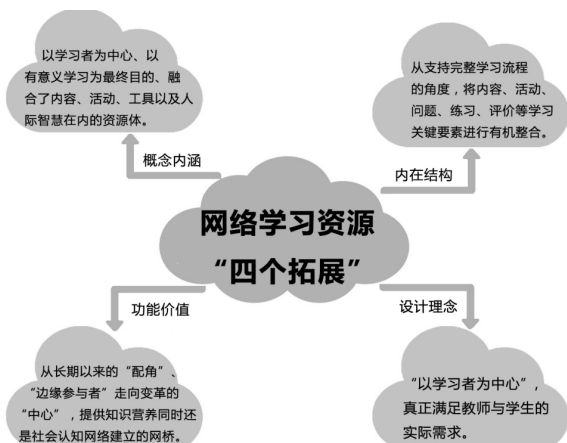 以学习者为中心、以
有意义学习为最终目的、融
合了内容、活动、工具以及人
际智慧在内的资源体。
概念内涵
从支持完整学习流程
的角度，将内容、活动、
问题、练习、评价等学习
关键要素进行有机整合。
内在结构
网络学习资源
“四个拓展”
功能价值
从长期以来的“配角”、
“边缘参与者”走向变革的
“中心”，提供知识营养同时还
是社会认知网络建立的网桥。
设计理念
“以学习者为中心”，
真正满足教师与学生的
实际需求。